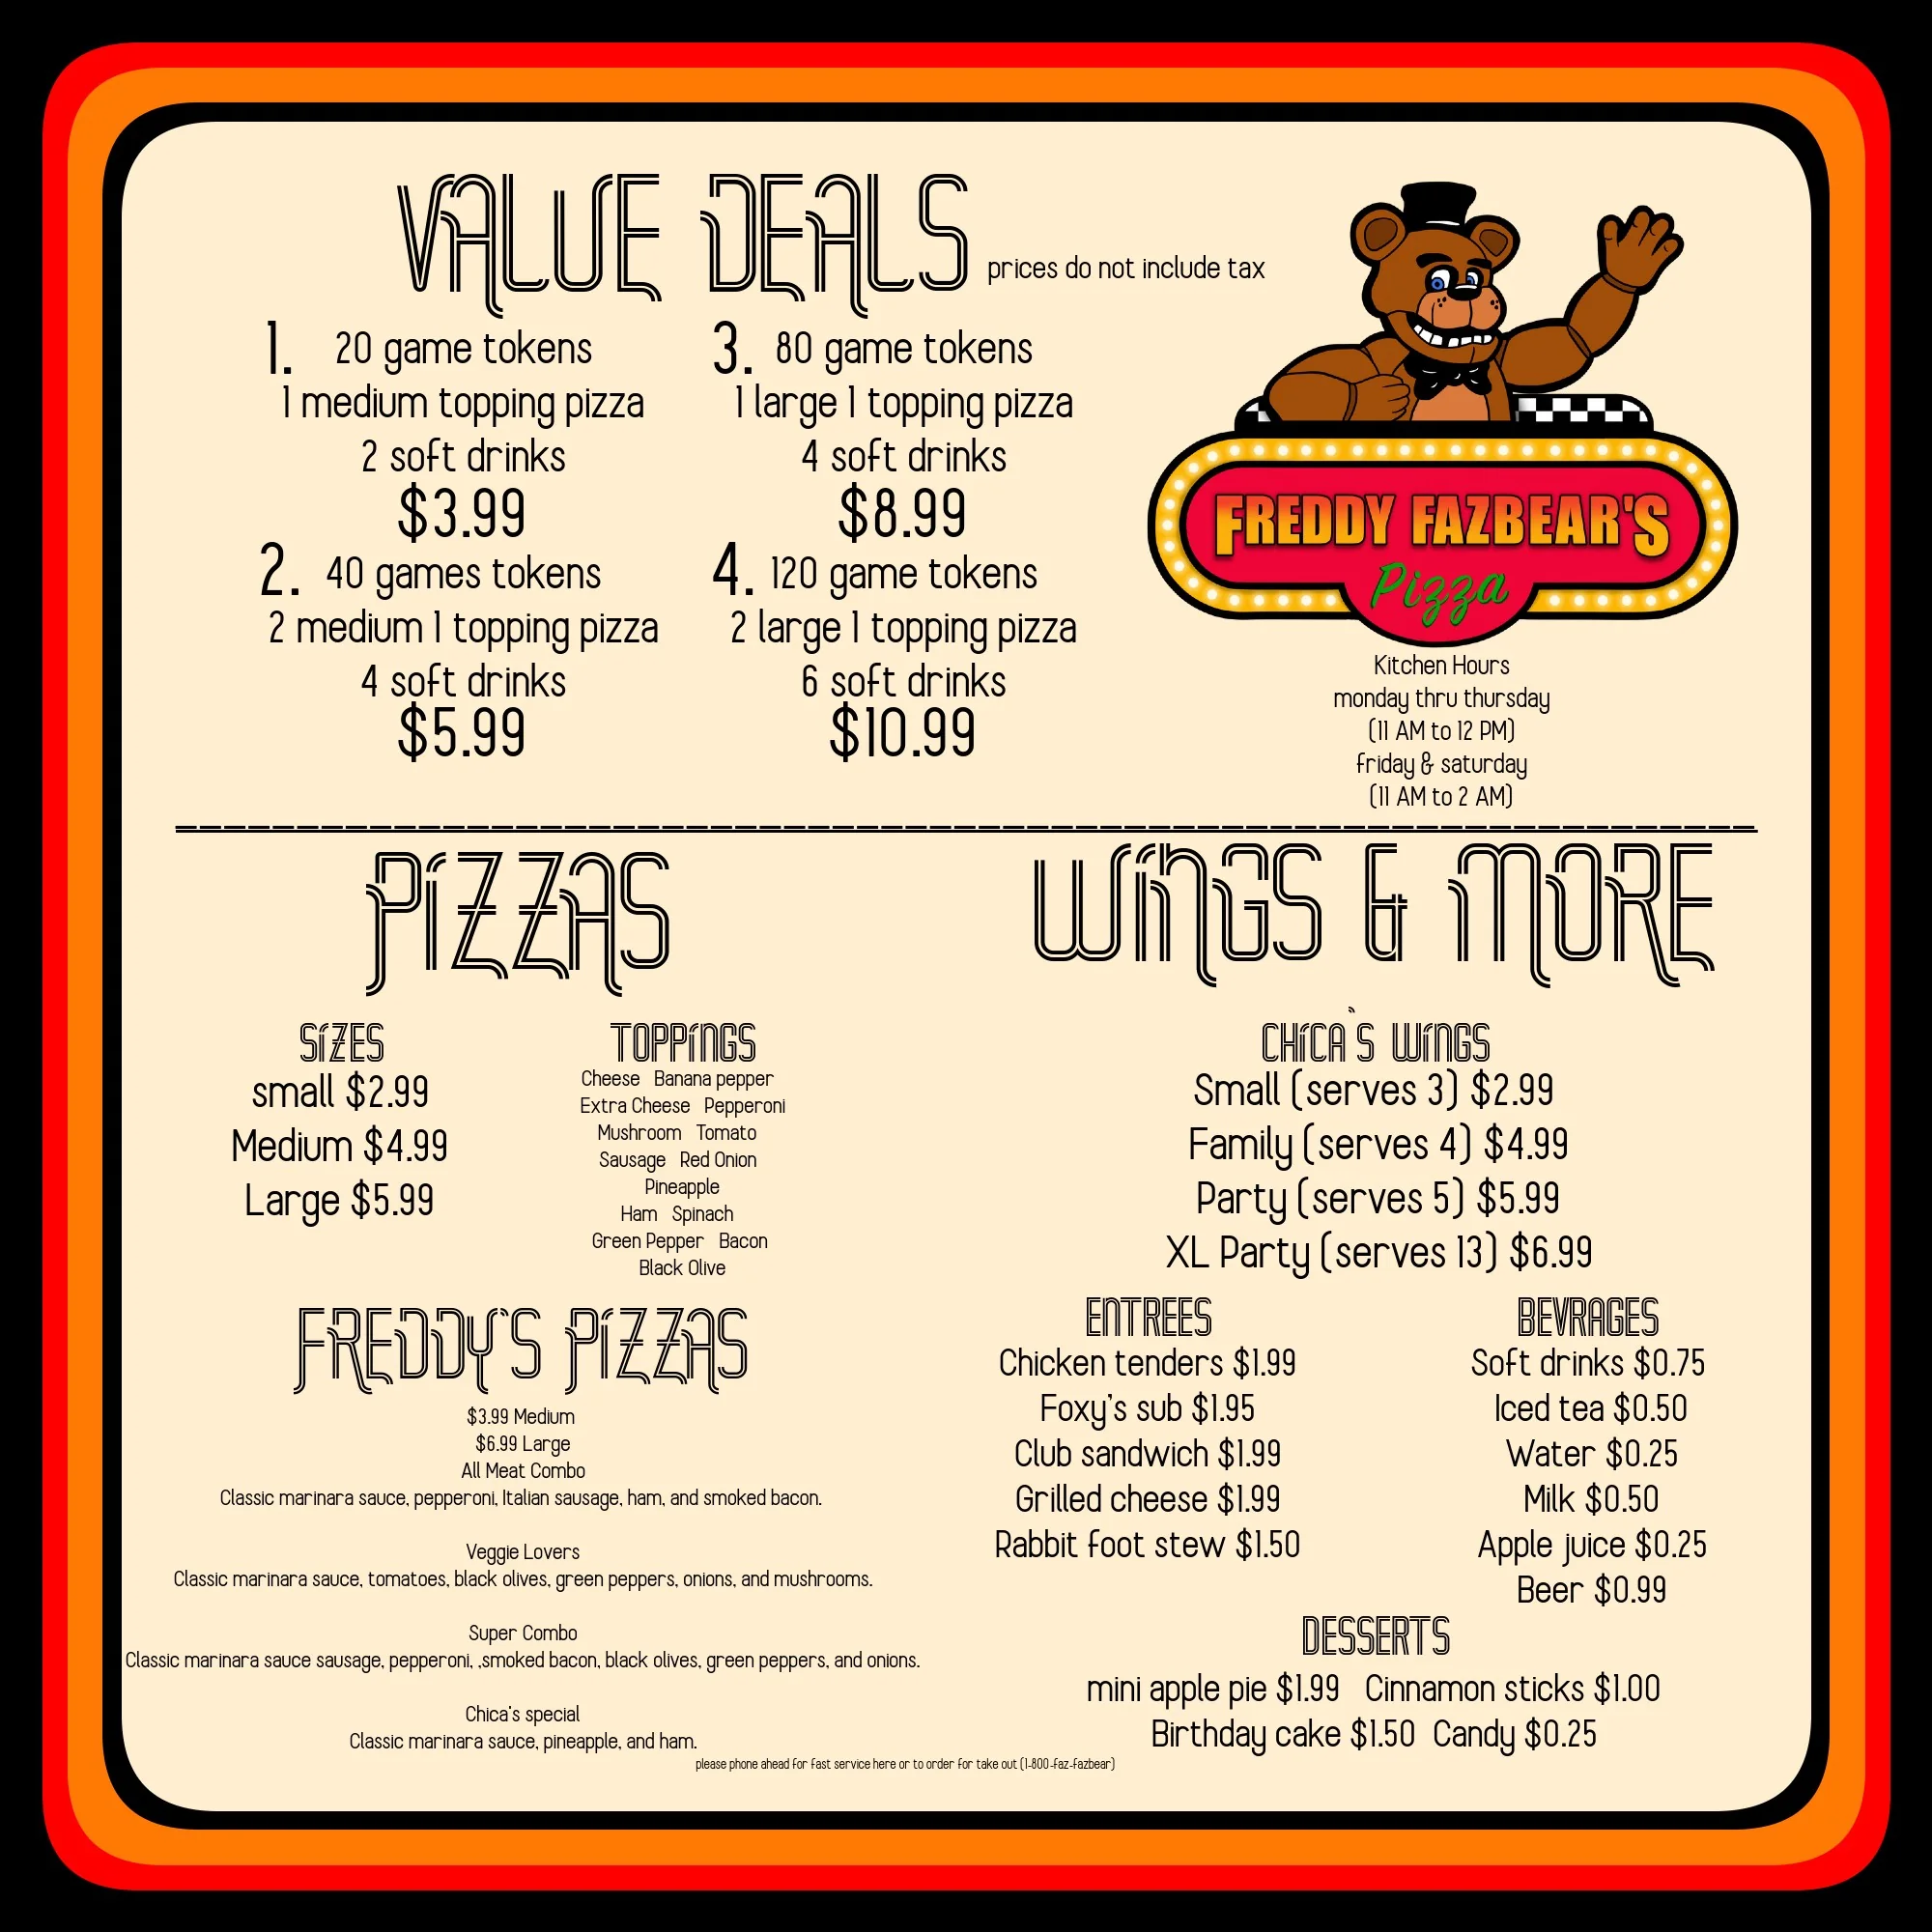 VALUE DEALS prices do not include tax
1. 20 game tokens
1 medium topping pizza
2 soft drinks
$3.99
2. 40 games tokens
2 medium 1 topping pizza
4 soft drinks
$5.99
3. 80 game tokens
1 large 1 topping pizza
4 soft drinks
$8.99
4. 120 game tokens
2 large 1 topping pizza
6 soft drinks
$10.99
FREDDY FAZBEAR'S
Pizza
Kitchen Hours
monday thru thursday
(11 AM to 12 PM)
friday & saturday
(11 AM to 2 AM)
PIZZAS
SIZES
small $2.99
Medium $4.99
Large $5.99
TOPPINGS
Cheese Banana pepper
Extra Cheese Pepperoni
Mushroom Tomato
Sausage Red Onion
Pineapple
Ham Spinach
Green Pepper Bacon
Black Olive
FREDDY'S PIZZAS
$3.99 Medium
$6.99 Large
All Meat Combo
Classic marinara sauce, pepperoni, Italian sausage, ham, and smoked bacon.
Veggie Lovers
Classic marinara sauce, tomatoes, black olives, green peppers, onions, and mushrooms.
Super Combo
Classic marinara sauce sausage, pepperoni, ,smoked bacon, black olives, green peppers, and onions.
Chica's special
Classic marinara sauce, pineapple, and ham.
WINGS & MORE
CHICA`S WINGS
Small (serves 3) $2.99
Family (serves 4) $4.99
Party (serves 5) $5.99
XL Party (serves 13) $6.99
ENTREES
Chicken tenders $1.99
Foxy's sub $1.95
Club sandwich $1.99
Grilled cheese $1.99
Rabbit foot stew $1.50
BEVRAGES
Soft drinks $0.75
Iced tea $0.50
Water $0.25
Milk $0.50
Apple juice $0.25
Beer $0.99
DESSERTS
mini apple pie $1.99 Cinnamon sticks $1.00
Birthday cake $1.50 Candy $0.25
please phone ahead for fast service here or to order for take out (1-800-faz-fazbear)